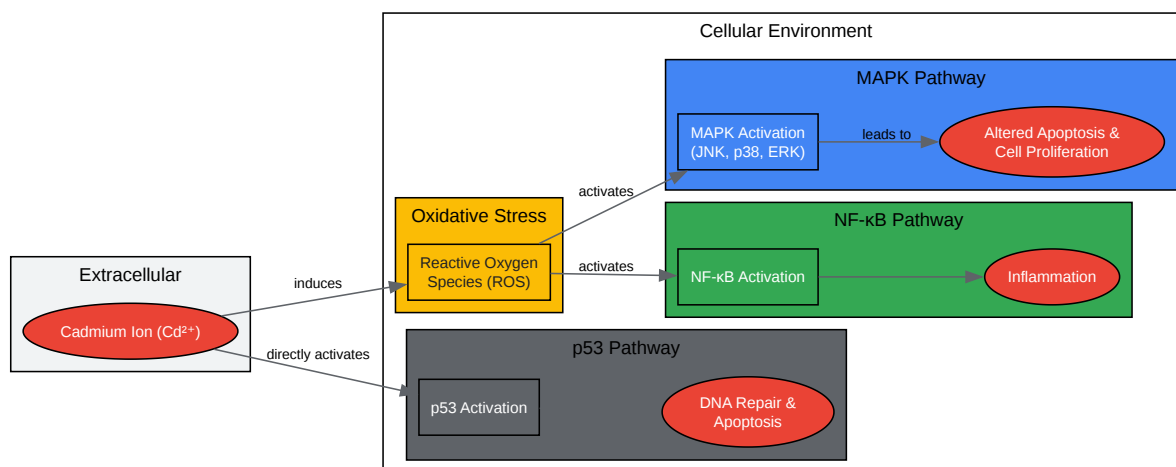 Cellular Environment
MAPK Pathway
MAPK Activation
(JNK, p38, ERK)
leads to
Altered Apoptosis &
Cell Proliferation
activates
Oxidative Stress
Reactive Oxygen
Species (ROS)
activates
NF-κB Pathway
NF-κB Activation
Inflammation
Extracellular
Cadmium Ion (Cd²⁺)
induces
directly activates
p53 Pathway
p53 Activation
DNA Repair &
Apoptosis